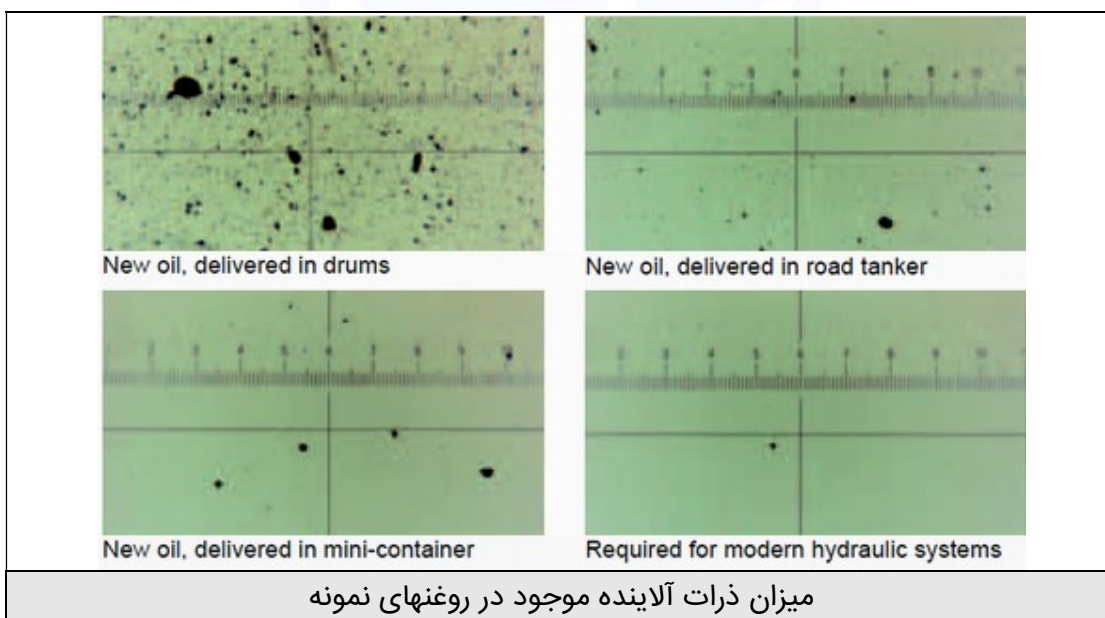 New oil, delivered in drums
New oil, delivered in road tanker
New oil, delivered in mini-container
Required for modern hydraulic systems
میزان ذرات آلاینده موجود در روغنهای نمونه